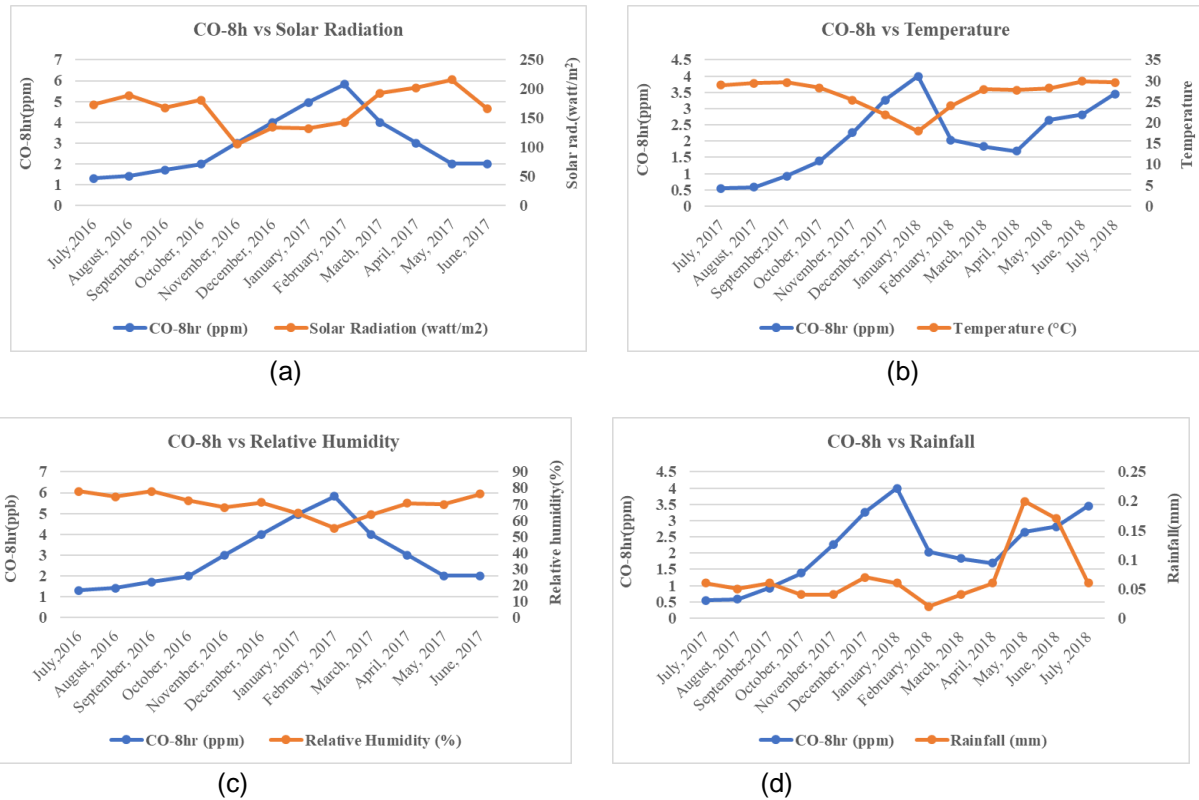 CO-8h vs Solar Radiation
CO-8hr(ppm)
7
6
5
4
3
2
1
0
250
200
150
100
50
0
Solar rad.(watt/m²)
July,2016
August, 2016
September, 2016
October, 2016
November, 2016
December, 2016
January, 2017
February, 2017
March, 2017
April, 2017
May, 2017
June, 2017
CO-8hr (ppm)
Solar Radiation (watt/m2)
(a)
CO-8h vs Temperature
CO-8hr(ppm)
4.5
4
3.5
3
2.5
2
1.5
1
0.5
0
35
30
25
20
15
10
5
0
Temperature
July, 2017
August, 2017
September,2017
October, 2017
November, 2017
December, 2017
January, 2018
February, 2018
March, 2018
April, 2018
May, 2018
June, 2018
July ,2018
CO-8hr (ppm)
Temperature (°C)
(b)
CO-8h vs Relative Humidity
CO-8hr(ppb)
7
6
5
4
3
2
1
0
90
80
70
60
50
40
30
20
10
0
Relative humidity(%)
July,2016
August, 2016
September, 2016
October, 2016
November, 2016
December, 2016
January, 2017
February, 2017
March, 2017
April, 2017
May, 2017
June, 2017
CO-8hr (ppm)
Relative Humidity (%)
(c)
CO-8h vs Rainfall
CO-8hr(ppm)
4.5
4
3.5
3
2.5
2
1.5
1
0.5
0
0.25
0.2
0.15
0.1
0.05
0
Rainfall(mm)
July, 2017
August, 2017
September,2017
October, 2017
November, 2017
December, 2017
January, 2018
February, 2018
March, 2018
April, 2018
May, 2018
June, 2018
July ,2018
CO-8hr (ppm)
Rainfall (mm)
(d)